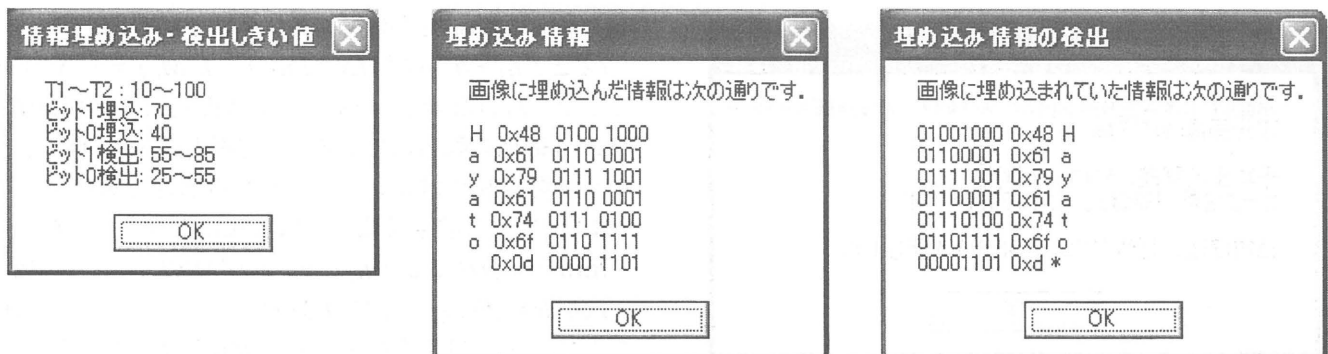 情報埋め込み・検出しきい値
T1～T2 : 10～100
ビット1埋込: 70
ビット0埋込: 40
ビット1検出: 55～85
ビット0検出: 25～55
OK
埋め込み情報
画像に埋め込んだ情報は次の通りです.
H 0x48 0100 1000
a 0x61 0110 0001
y 0x79 0111 1001
a 0x61 0110 0001
t 0x74 0111 0100
o 0x6f 0110 1111
0x0d 0000 1101
OK
埋め込み情報の検出
画像に埋め込まれていた情報は次の通りです.
01001000 0x48 H
01100001 0x61 a
01111001 0x79 y
01100001 0x61 a
01110100 0x74 t
01101111 0x6f o
00001101 0xd *
OK